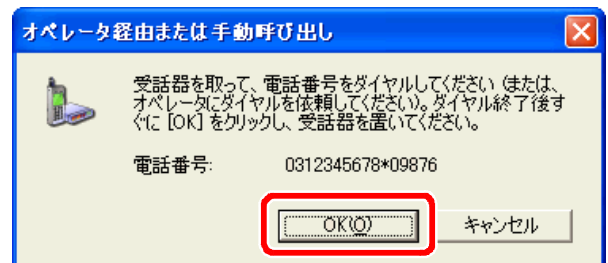 オペレータ経由または手動呼び出し
受話器を取って、電話番号をダイヤルしてください (または、
オペレータにダイヤルを依頼してください)。ダイヤル終了後す
ぐに [OK] をクリックし、受話器を置いてください。
電話番号: 0312345678*09876
OK(O) キャンセル